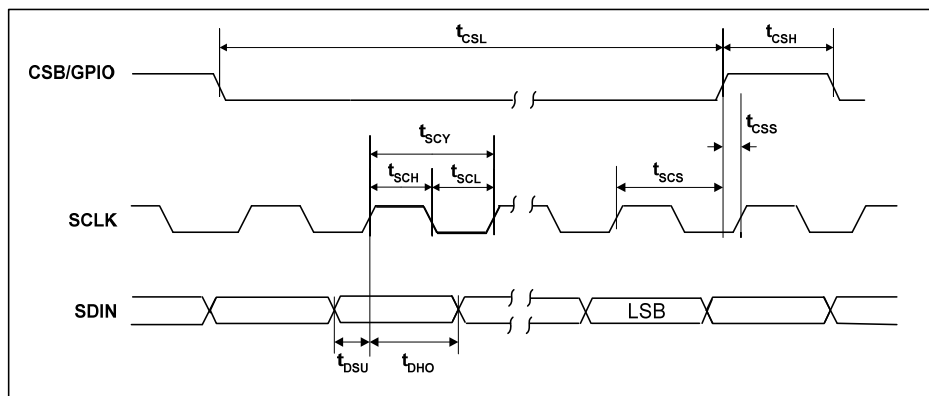 tCSL
tCSH
CSB/GPIO
tCSS
tSCY
tSCH
tSCL
tSCS
SCLK
SDIN
LSB
tDSU
tDHO